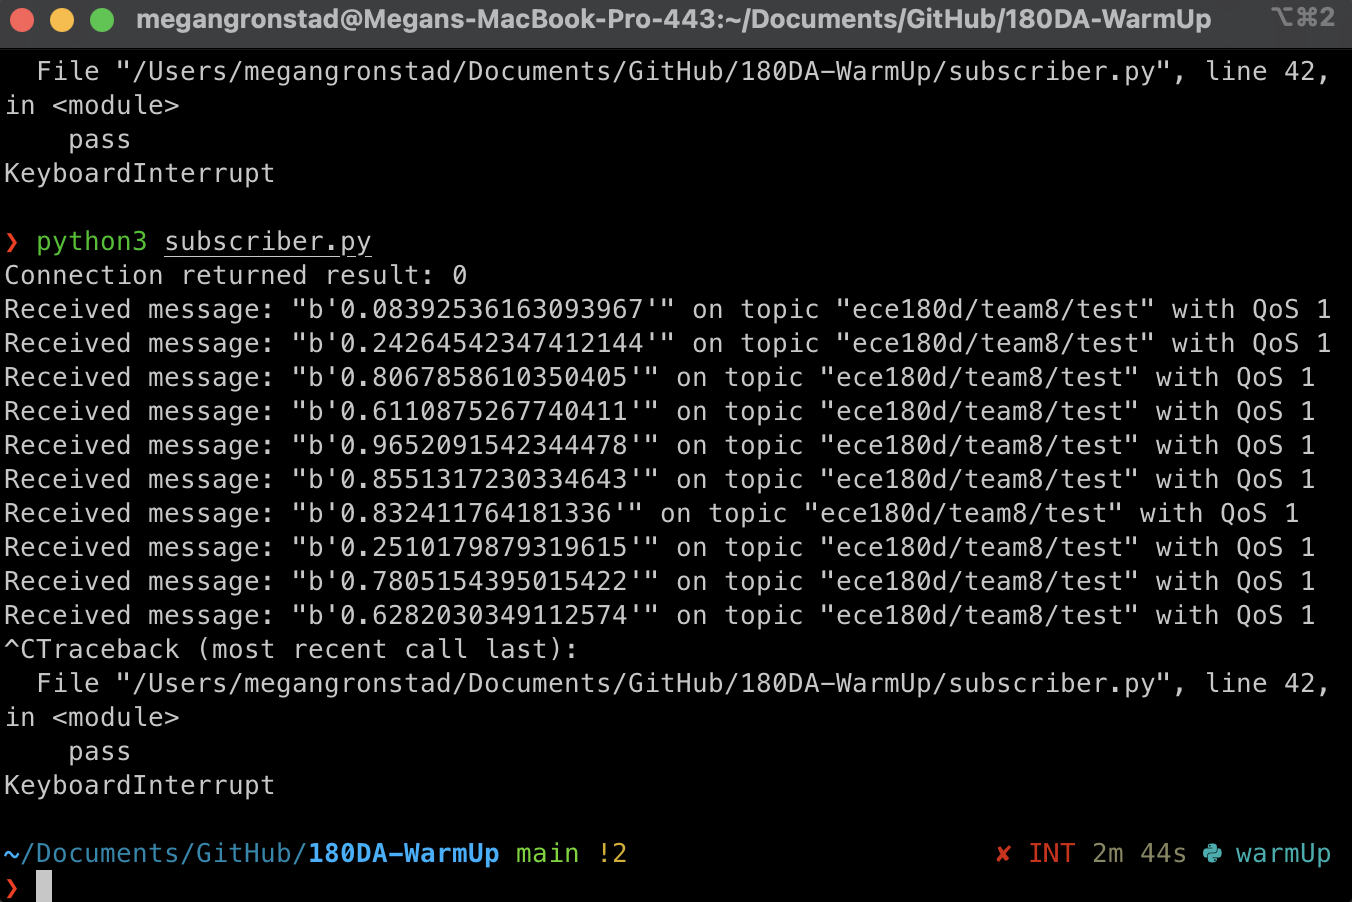 megangronstad@Megans-MacBook-Pro-443:~/Documents/GitHub/180DA-WarmUp ⌥⌘2
File "/Users/megangronstad/Documents/GitHub/180DA-WarmUp/subscriber.py", line 42,
in <module>
pass
KeyboardInterrupt
❯ python3 subscriber.py
Connection returned result: 0
Received message: "b'0.08392536163093967'" on topic "ece180d/team8/test" with QoS 1
Received message: "b'0.24264542347412144'" on topic "ece180d/team8/test" with QoS 1
Received message: "b'0.8067858610350405'" on topic "ece180d/team8/test" with QoS 1
Received message: "b'0.6110875267740411'" on topic "ece180d/team8/test" with QoS 1
Received message: "b'0.9652091542344478'" on topic "ece180d/team8/test" with QoS 1
Received message: "b'0.8551317230334643'" on topic "ece180d/team8/test" with QoS 1
Received message: "b'0.832411764181336'" on topic "ece180d/team8/test" with QoS 1
Received message: "b'0.2510179879319615'" on topic "ece180d/team8/test" with QoS 1
Received message: "b'0.7805154395015422'" on topic "ece180d/team8/test" with QoS 1
Received message: "b'0.6282030349112574'" on topic "ece180d/team8/test" with QoS 1
^CTraceback (most recent call last):
File "/Users/megangronstad/Documents/GitHub/180DA-WarmUp/subscriber.py", line 42,
in <module>
pass
KeyboardInterrupt
~/Documents/GitHub/180DA-WarmUp main !2 ✘ INT 2m 44s warmUp
❯